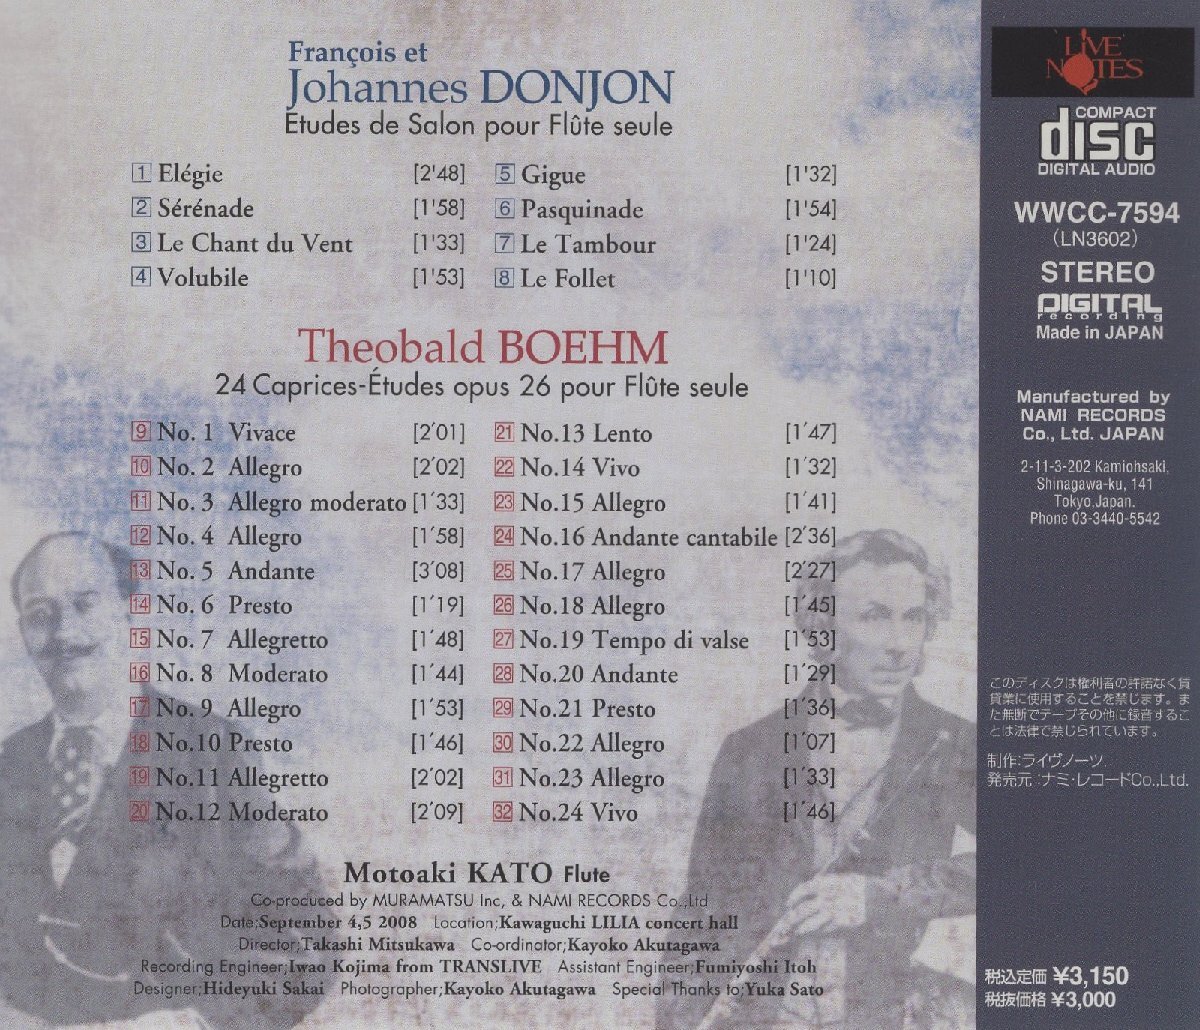 François et
Johannes DONJON
Etudes de Salon pour Flûte seule
1 Elégie [2'48]
2 Sérénade [1'58]
3 Le Chant du Vent [1'33]
4 Volubile [1'53]
5 Gigue [1'32]
6 Pasquinade [1'54]
7 Le Tambour [1'24]
8 Le Follet [1'10]
Theobald BOEHM
24 Caprices-Études opus 26 pour Flûte seule
9 No. 1 Vivace [2'01]
10 No. 2 Allegro [2'02]
11 No. 3 Allegro moderato [1'33]
12 No. 4 Allegro [1'58]
13 No. 5 Andante [3'08]
14 No. 6 Presto [1'19]
15 No. 7 Allegretto [1'48]
16 No. 8 Moderato [1'44]
17 No. 9 Allegro [1'53]
18 No.10 Presto [1'46]
19 No.11 Allegretto [2'02]
20 No.12 Moderato [2'09]
21 No.13 Lento [1'47]
22 No.14 Vivo [1'32]
23 No.15 Allegro [1'41]
24 No.16 Andante cantabile [2'36]
25 No.17 Allegro [2'27]
26 No.18 Allegro [1'45]
27 No.19 Tempo di valse [1'53]
28 No.20 Andante [1'29]
29 No.21 Presto [1'36]
30 No.22 Allegro [1'07]
31 No.23 Allegro [1'33]
32 No.24 Vivo [1'46]
Motoaki KATO Flute
Co-produced by MURAMATSU Inc, & NAMI RECORDS Co.,Ltd
Date;September 4,5 2008 Location;Kawaguchi LILIA concert hall
Director;Takashi Mitsukawa Co-ordinator;Kayoko Akutagawa
Recording Engineer;Iwao Kojima from TRANSLIVE Assistant Engineer;Fumiyoshi Itoh
Designer;Hideyuki Sakai Photographer;Kayoko Akutagawa Special Thanks to;Yuka Sato
LIVE
NOTES
COMPACT
disc
DIGITAL AUDIO
WWCC-7594
(LN3602)
STEREO
DIGITAL
recording
Made in JAPAN
Manufactured by
NAMI RECORDS
Co., Ltd. JAPAN
2-11-3-202 Kamiohsaki,
Shinagawa-ku, 141
Tokyo,Japan.
Phone 03-3440-5542
このディスクは権利者の許諾なく賃
貸業に使用することを禁じます。ま
た無断でテープその他に録音するこ
とは法律で禁じられています。
制作:ライヴノーツ
発売元:ナミ・レコードCo.,Ltd.
税込定価 ¥3,150
税抜価格 ¥3,000